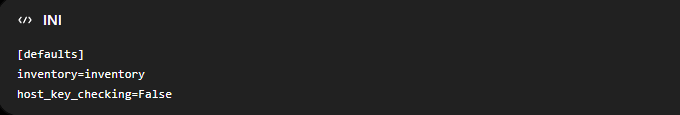 </> INI
[defaults]
inventory=inventory
host_key_checking=False